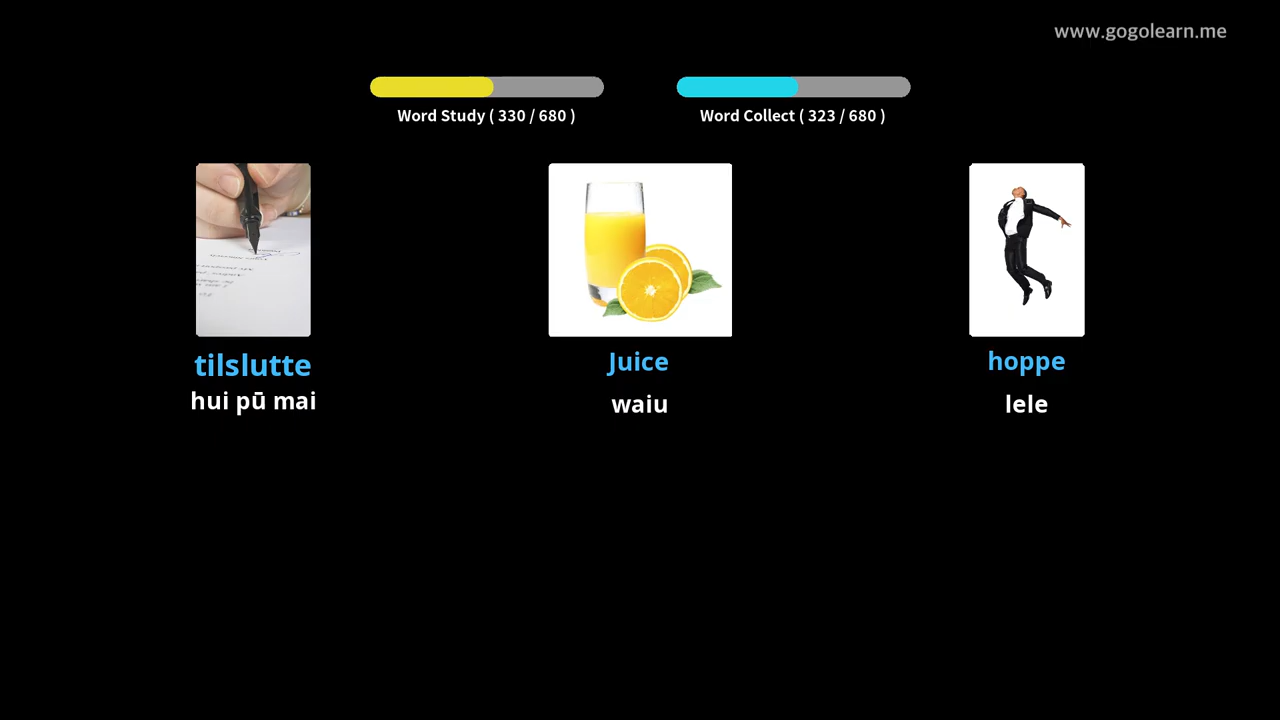 www.gogolearn.me
Word Study ( 330 / 680 )
Word Collect ( 323 / 680 )
tilslutte
hui pū mai
Juice
waiu
hoppe
lele